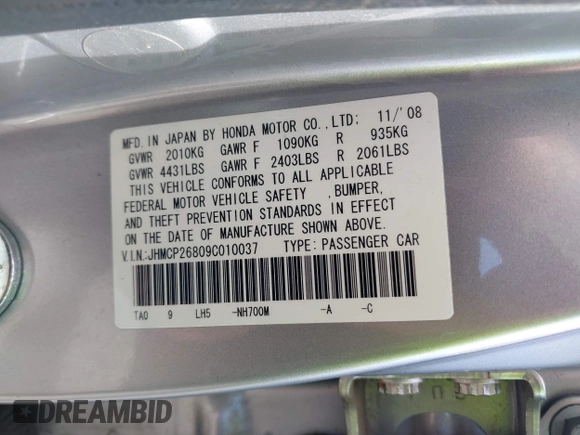 MFD. IN JAPAN BY HONDA MOTOR CO., LTD; 11/'08
GVWR 2010KG GAWR F 1090KG R 935KG
GVWR 4431LBS GAWR F 2403LBS R 2061LBS
THIS VEHICLE CONFORMS TO ALL APPLICABLE
FEDERAL MOTOR VEHICLE SAFETY ,BUMPER,
AND THEFT PREVENTION STANDARDS IN EFFECT
ON THE DATE OF MANUFACTURE SHOWN ABOVE.
V.I.N:JHMCP26809C010037 TYPE: PASSENGER CAR
TA0 9 LH5 -NH700M -A -C
DREAMBID